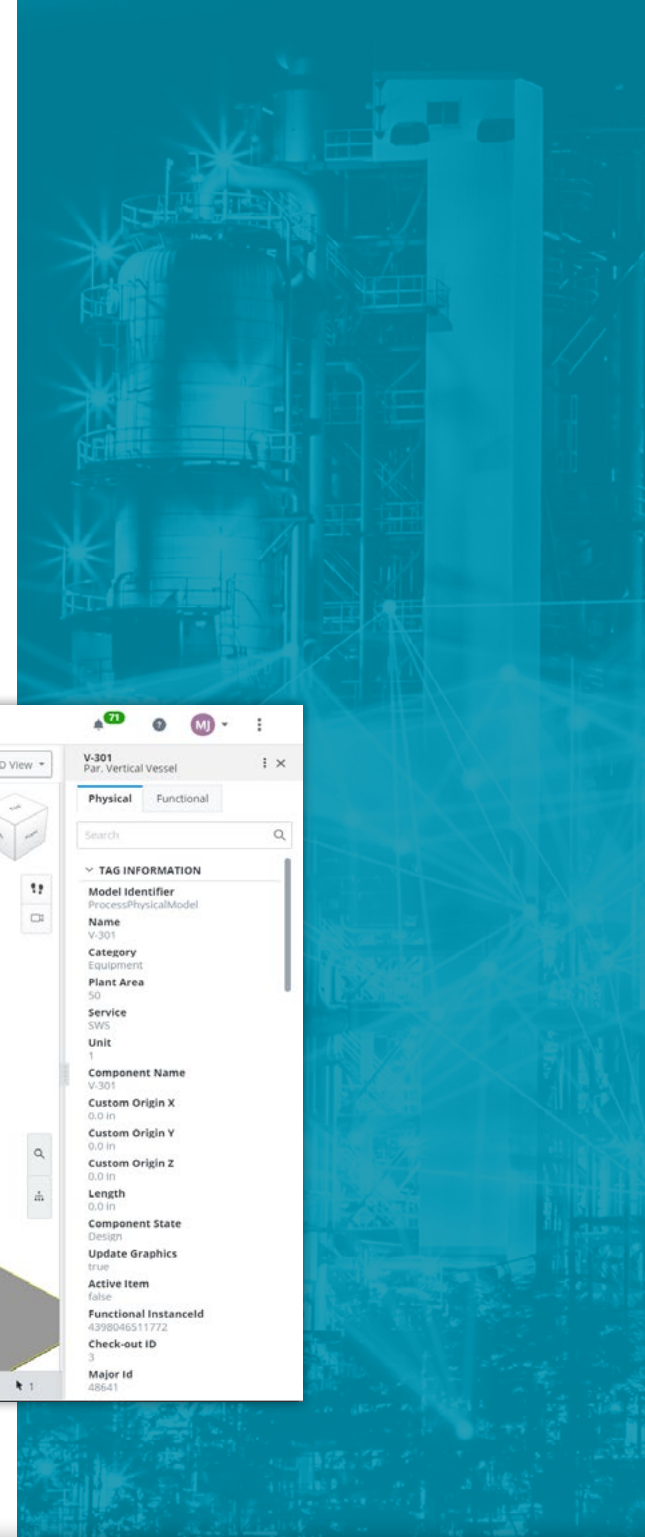 71
MJ
D View
V-301
Par. Vertical Vessel
Physical
Functional
Search
TAG INFORMATION
Model Identifier
ProcessPhysicalModel
Name
V-301
Category
Equipment
Plant Area
50
Service
SWS
Unit
1
Component Name
V-301
Custom Origin X
0.0 in
Custom Origin Y
0.0 in
Custom Origin Z
0.0 in
Length
0.0 in
Component State
Design
Update Graphics
true
Active Item
false
Functional InstanceId
4398046511772
Check-out ID
3
Major Id
48641
1